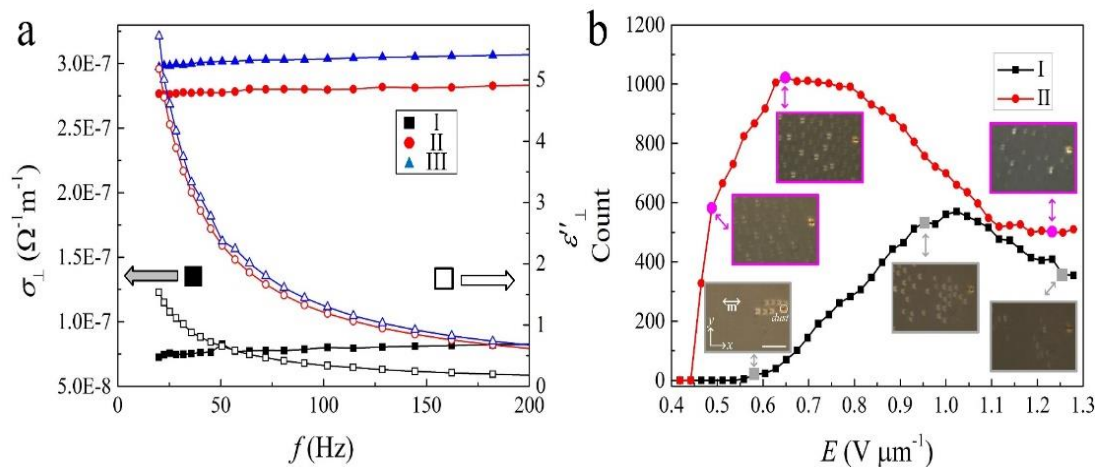 a
σ⊥ (Ω⁻¹m⁻¹)
3.0E-7
2.5E-7
2.0E-7
1.5E-7
1.0E-7
5.0E-8
I
II
III
5
4
3
2
1
0
ε''⊥
0 50 100 150 200
f (Hz)
b
Count
1200
1000
800
600
400
200
0
I
II
m
y
x
dust
0.4 0.5 0.6 0.7 0.8 0.9 1.0 1.1 1.2 1.3
E (V μm⁻¹)